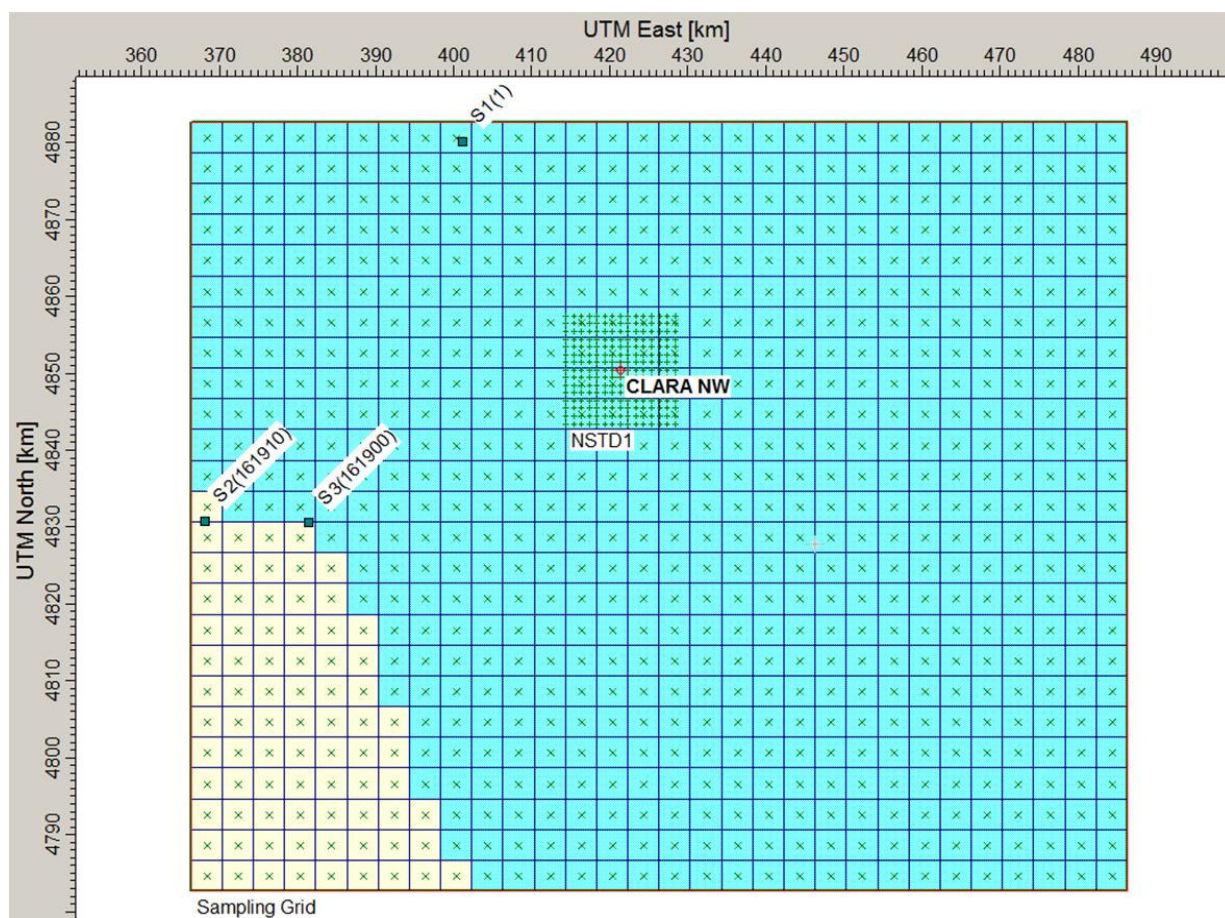 UTM East [km]
360 370 380 390 400 410 420 430 440 450 460 470 480 490
S1(1)
4880
4870
4860
4850
CLARA NW
UTM North [km]
4840
NSTD1
S2(161910)
S3(161900)
4830
4820
4810
4800
4790
Sampling Grid